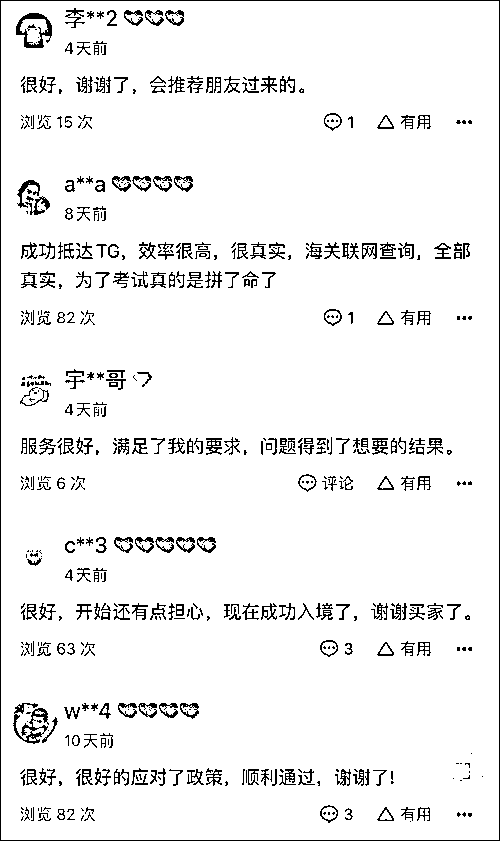 李**2
4天前
很好，谢谢了，会推荐朋友过来的。
浏览 15 次 1 有用
a**a
8天前
成功抵达TG，效率很高，很真实，海关联网查询，全部
真实，为了考试真的是拼了命了
浏览 82 次 1 有用
宇**哥
4天前
服务很好，满足了我的要求，问题得到了想要的结果。
浏览 6 次 评论 有用
c**3
4天前
很好，开始还有点担心，现在成功入境了，谢谢买家了。
浏览 63 次 3 有用
w**4
10天前
很好，很好的应对了政策，顺利通过，谢谢了!
浏览 82 次 3 有用